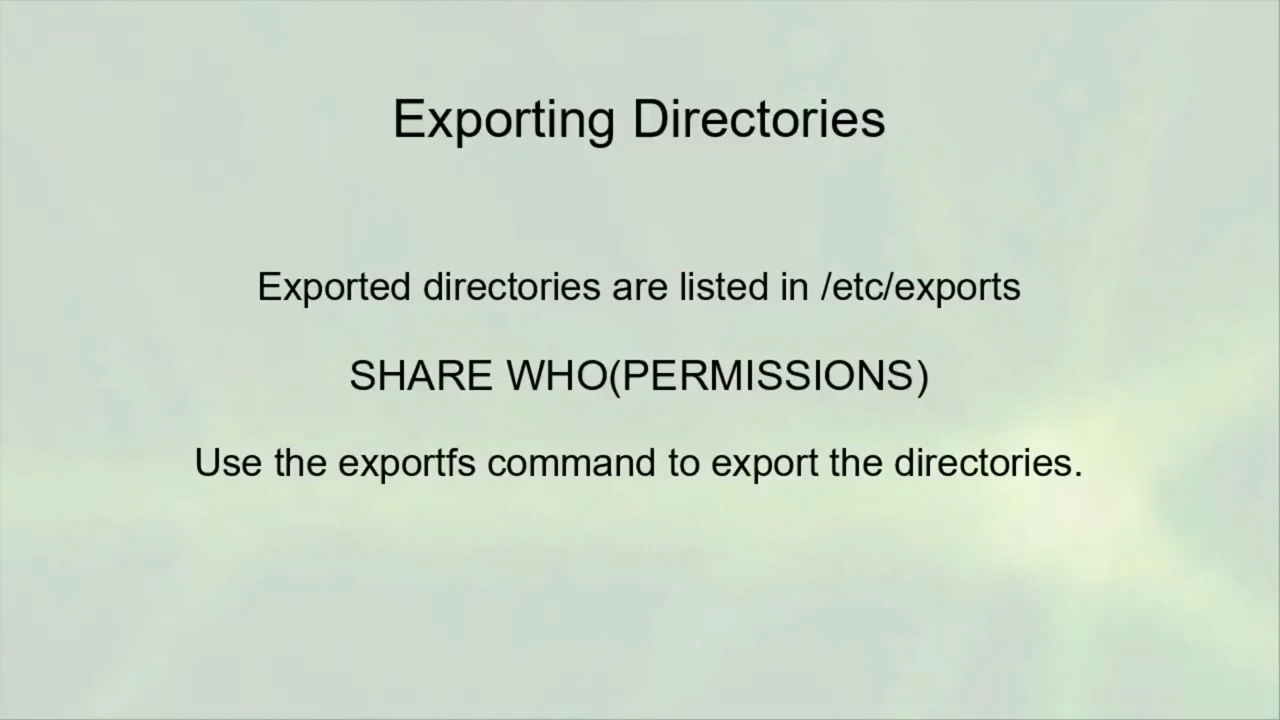 Exporting Directories
Exported directories are listed in /etc/exports
SHARE WHO(PERMISSIONS)
Use the exportfs command to export the directories.